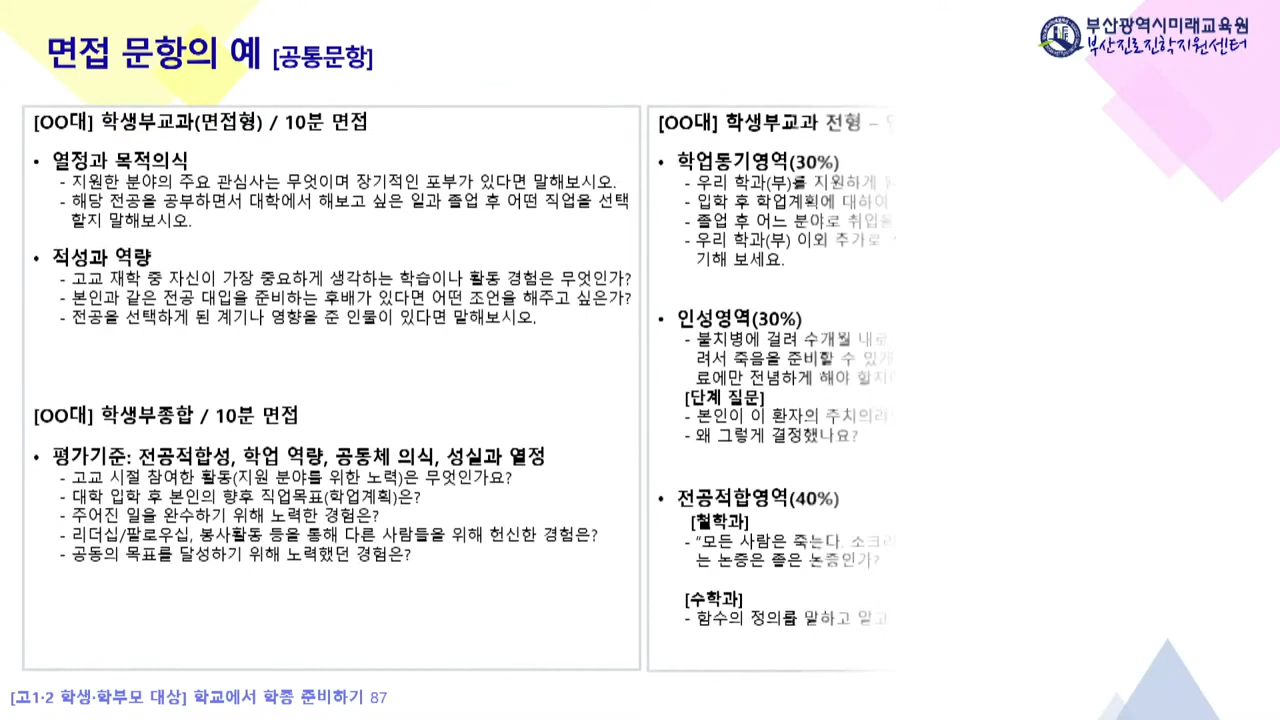 면접 문항의 예 [공통문항]
부산광역시미래교육원
부산진로진학지원센터
[OO대] 학생부교과(면접형) / 10분 면접
• 열정과 목적의식
- 지원한 분야의 주요 관심사는 무엇이며 장기적인 포부가 있다면 말해보시오.
- 해당 전공을 공부하면서 대학에서 해보고 싶은 일과 졸업 후 어떤 직업을 선택
할지 말해보시오.
• 적성과 역량
- 고교 재학 중 자신이 가장 중요하게 생각하는 학습이나 활동 경험은 무엇인가?
- 본인과 같은 전공 대입을 준비하는 후배가 있다면 어떤 조언을 해주고 싶은가?
- 전공을 선택하게 된 계기나 영향을 준 인물이 있다면 말해보시오.
[OO대] 학생부종합 / 10분 면접
• 평가기준: 전공적합성, 학업 역량, 공동체 의식, 성실과 열정
- 고교 시절 참여한 활동(지원 분야를 위한 노력)은 무엇인가요?
- 대학 입학 후 본인의 향후 직업목표(학업계획)은?
- 주어진 일을 완수하기 위해 노력한 경험은?
- 리더십/팔로우십, 봉사활동 등을 통해 다른 사람들을 위해 헌신한 경험은?
- 공동의 목표를 달성하기 위해 노력했던 경험은?
[OO대] 학생부교과 전형 –
• 학업동기영역(30%)
- 우리 학과(부)를 지원하게
- 입학 후 학업계획에 대하여
- 졸업 후 어느 분야로 취업을
- 우리 학과(부) 이외 추가로
기해 보세요.
• 인성영역(30%)
- 불치병에 걸려 수개월 내로
려서 죽음을 준비할 수 있게
료에만 전념하게 해야 할지
[단계 질문]
- 본인이 이 환자의 주치의라
- 왜 그렇게 결정했나요?
• 전공적합영역(40%)
[철학과]
- “모든 사람은 죽는다. 소크라
는 논증은 좋은 논증인가?
[수학과]
- 함수의 정의를 말하고 알고
[고1·2 학생·학부모 대상] 학교에서 학종 준비하기 87